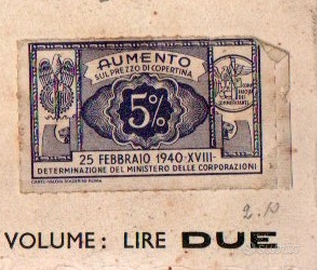 AUMENTO
SUL PREZZO DI COPERTINA
5%
25 FEBBRAIO 1940-XVIII-
DETERMINAZIONE DEL MINISTERO DELLE CORPORAZIONI
2.10
VOLUME: LIRE DUE